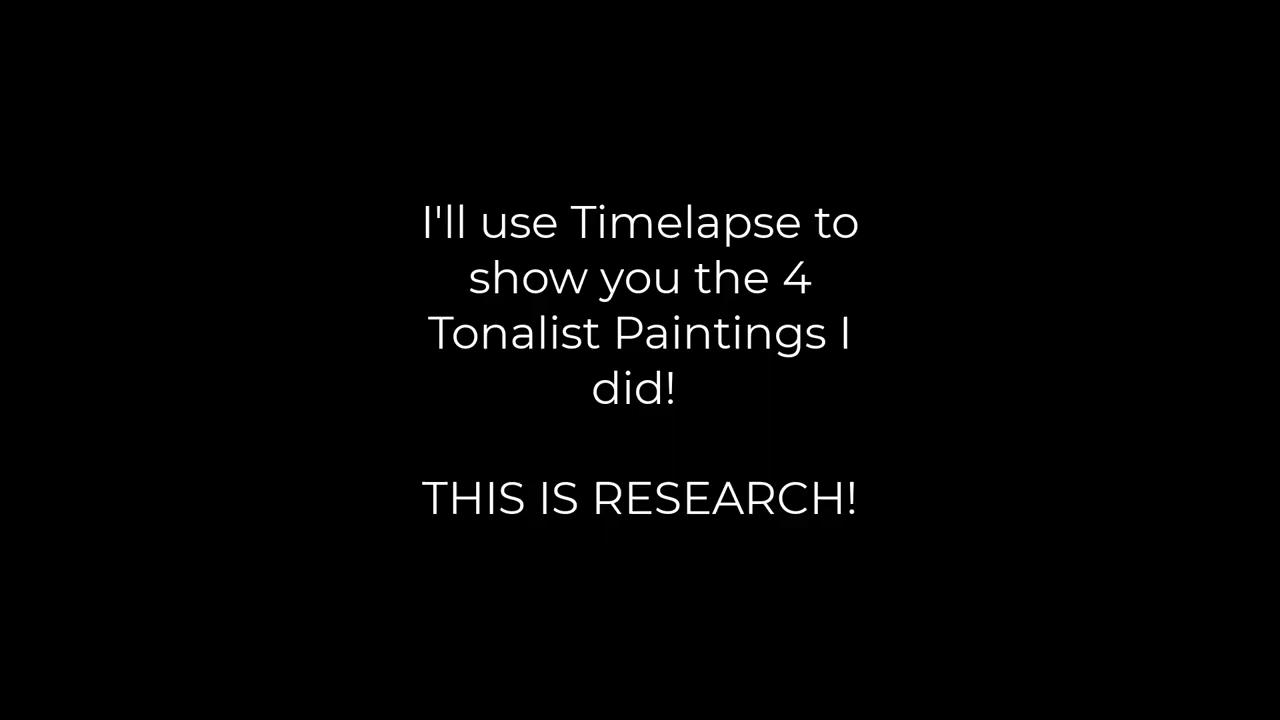 I'll use Timelapse to
show you the 4
Tonalist Paintings I
did!
THIS IS RESEARCH!